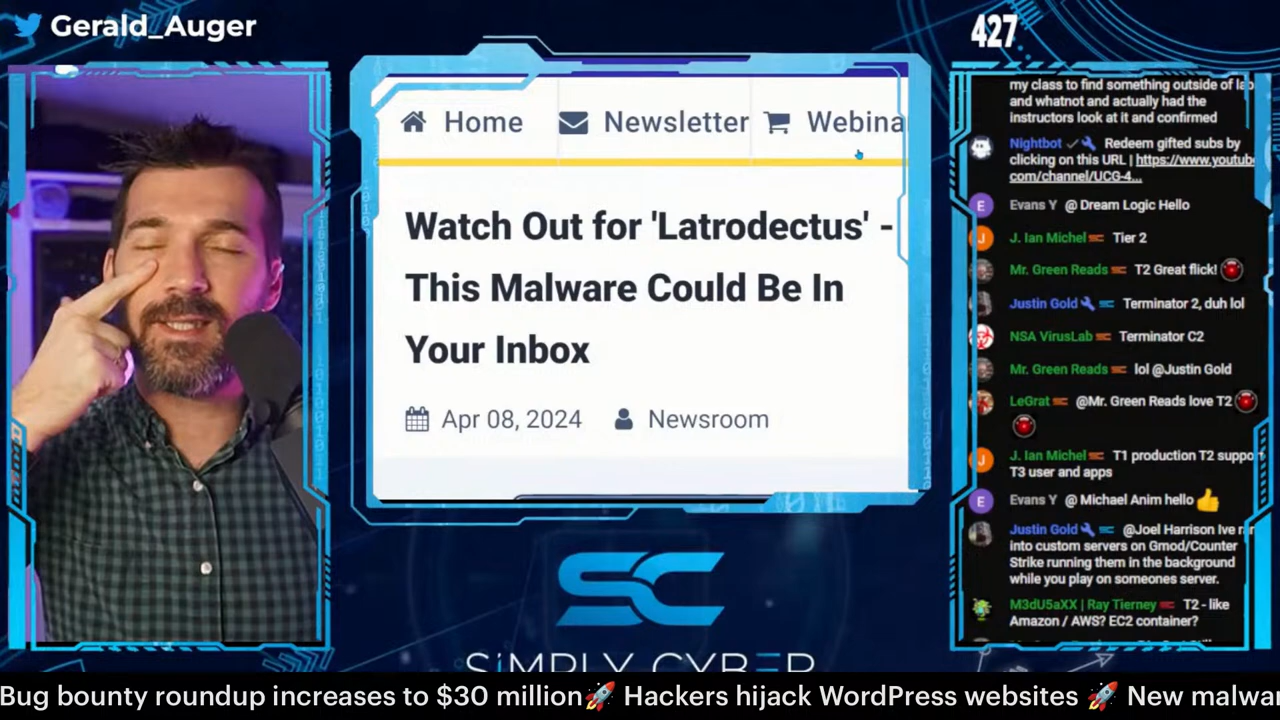 Gerald_Auger
427
Home
Newsletter
Webina
Watch Out for 'Latrodectus' -
This Malware Could Be In
Your Inbox
Apr 08, 2024
Newsroom
my class to find something outside of lab
and whatnot and actually had the
instructors look at it and confirmed
Nightbot Redeem gifted subs by
clicking on this URL | https://www.youtube
com/channel/UCG-4...
E Evans Y @ Dream Logic Hello
J J. Ian Michel Tier 2
Mr. Green Reads T2 Great flick!
Justin Gold Terminator 2, duh lol
NSA VirusLab Terminator C2
Mr. Green Reads lol @Justin Gold
LeGrat @Mr. Green Reads love T2
J J. Ian Michel T1 production T2 suppor
T3 user and apps
E Evans Y @ Michael Anim hello
Justin Gold @Joel Harrison Ive ran
into custom servers on Gmod/Counter
Strike running them in the background
while you play on someones server.
M3dU5aXX | Ray Tierney T2 - like
Amazon / AWS? EC2 container?
SC
SiMPLY CYBER
Bug bounty roundup increases to $30 million🚀 Hackers hijack WordPress websites 🚀 New malwar